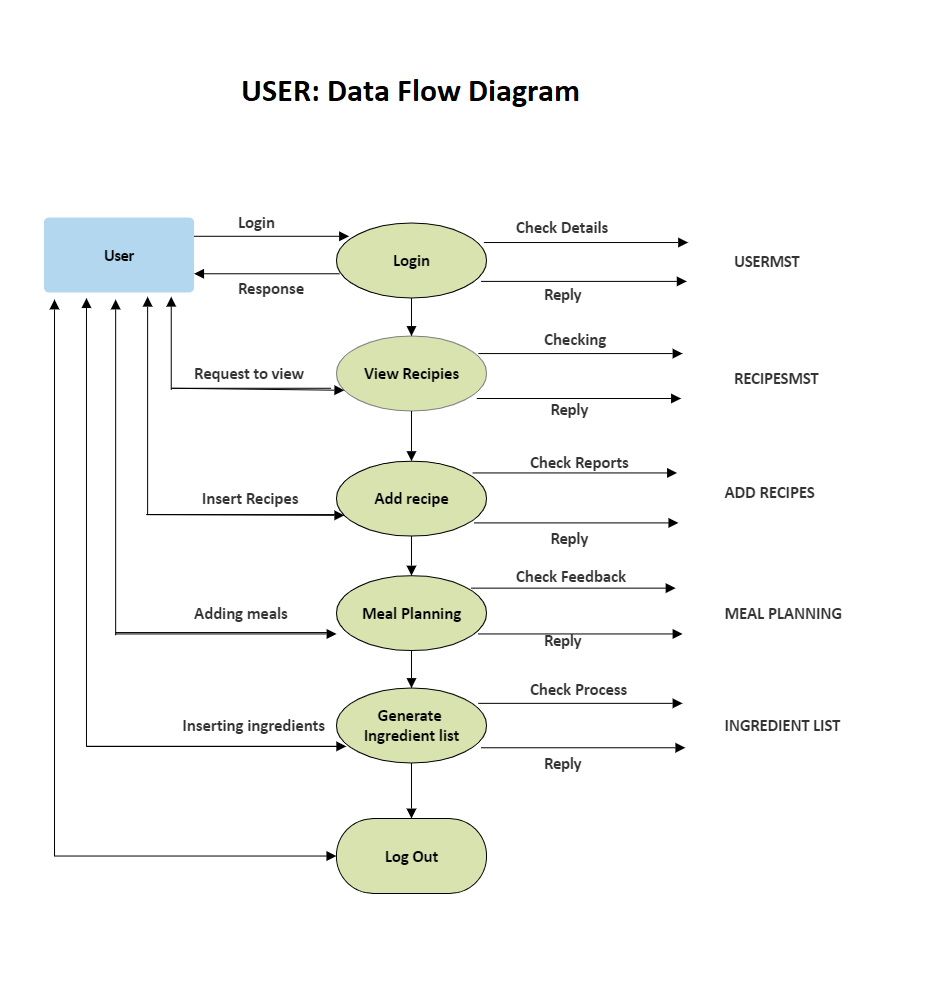 USER: Data Flow Diagram
User
Login
Response
Login
Check Details
Reply
USERMST
Request to view
View Recipies
Checking
Reply
RECIPESMST
Insert Recipes
Add recipe
Check Reports
Reply
ADD RECIPES
Adding meals
Meal Planning
Check Feedback
Reply
MEAL PLANNING
Inserting ingredients
Generate
Ingredient list
Check Process
Reply
INGREDIENT LIST
Log Out